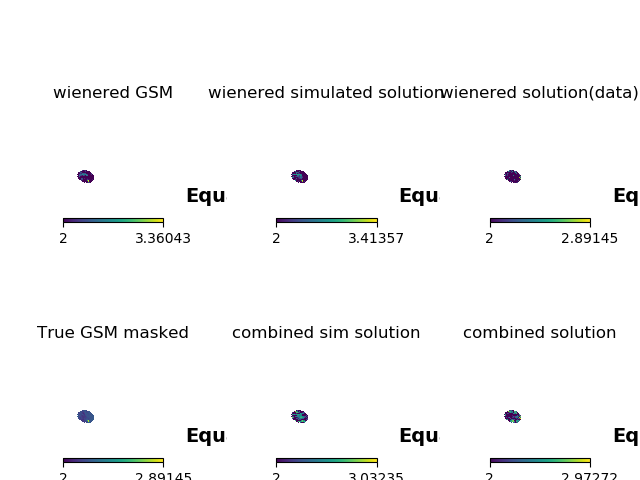 wienered GSM
wienered simulated solution
wienered solution(data)
Equ
Equ
Eq
2 3.36043
2 3.41357
2 2.89145
True GSM masked
combined sim solution
combined solution
Equ
Equ
Eq
2 2.89145
2 3.03235
2 2.97272